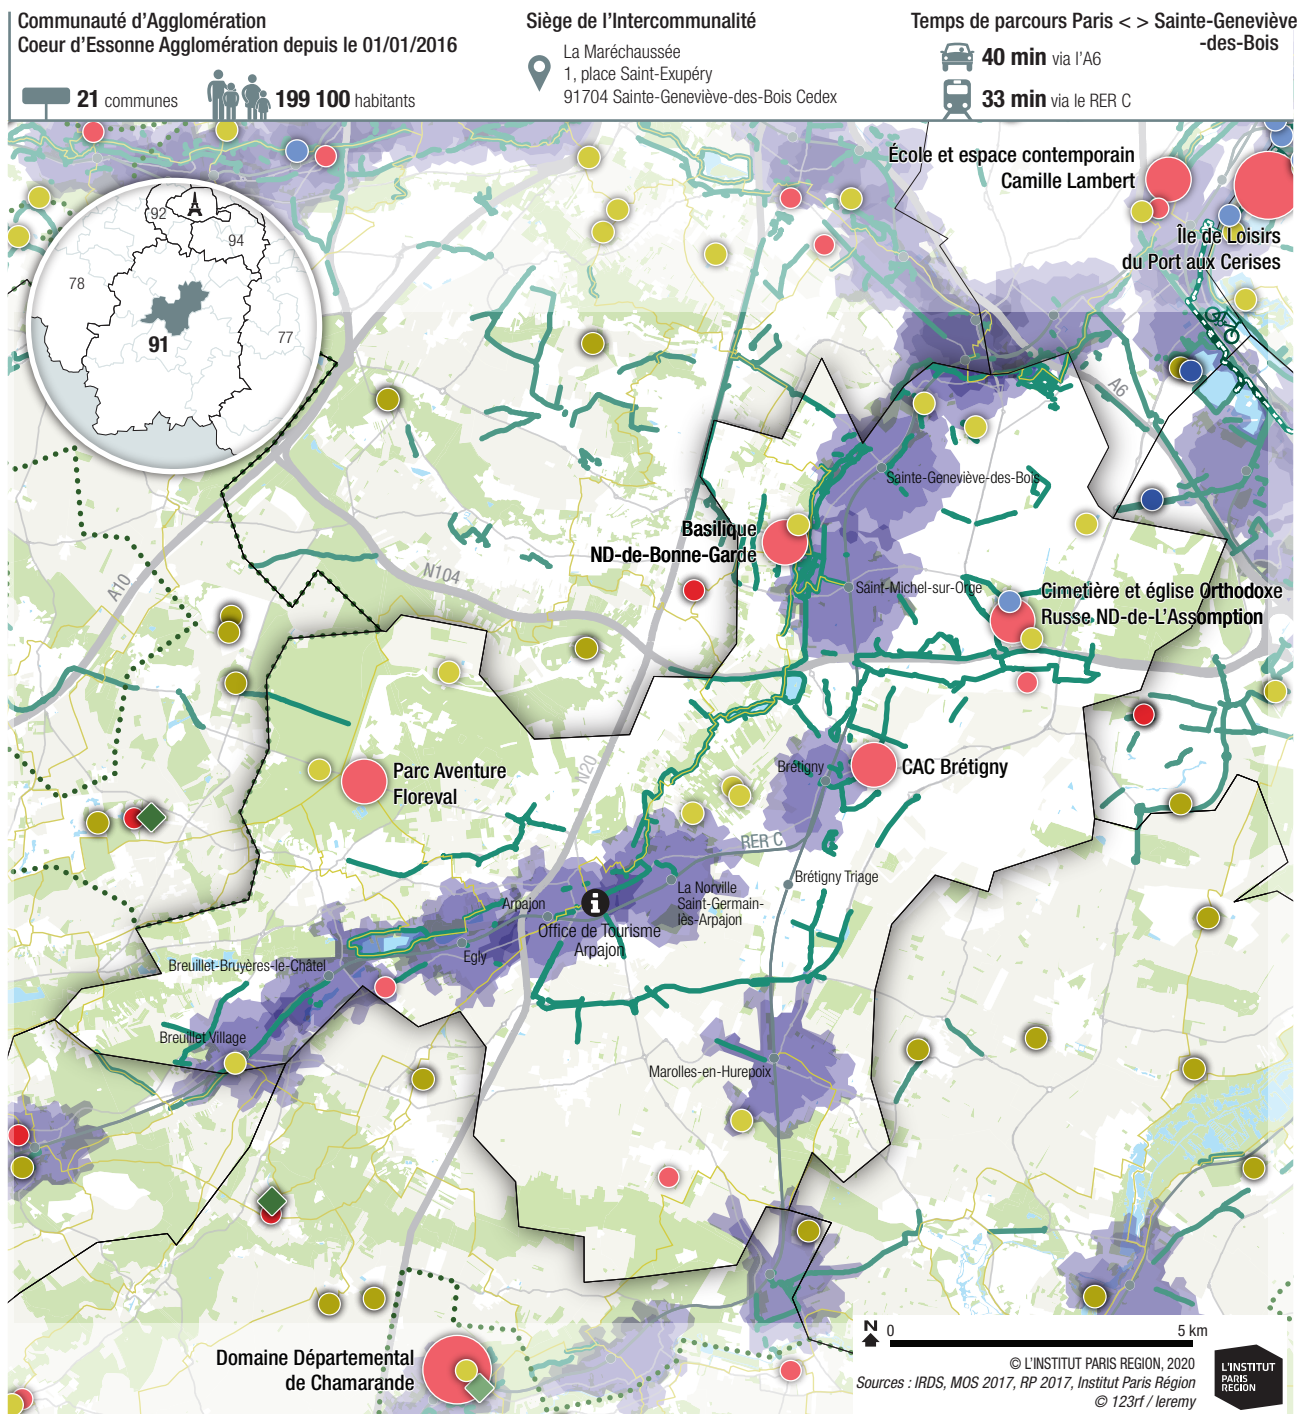 Communauté d’Agglomération
Coeur d’Essonne Agglomération depuis le 01/01/2016
21 communes
199 100 habitants
Siège de l’Intercommunalité
La Maréchaussée
1, place Saint-Exupéry
91704 Sainte-Geneviève-des-Bois Cedex
Temps de parcours Paris < > Sainte-Geneviève
-des-Bois
40 min via l’A6
33 min via le RER C
École et espace contemporain
Camille Lambert
Île de Loisirs
du Port aux Cerises
92
94
78
91
77
A6
Sainte-Geneviève-des-Bois
Basilique
ND-de-Bonne-Garde
A10
N104
Saint-Michel-sur-Orge
Cimetière et église Orthodoxe
Russe ND-de-L’Assomption
N20
Parc Aventure
Floreval
Brétigny
CAC Brétigny
RER C
Brétigny Triage
La Norville
Saint-Germain-
lès-Arpajon
Arpajon
i
Office de Tourisme
Arpajon
Egly
Breuillet-Bruyères-le-Châtel
Breuillet Village
Marolles-en-Hurepoix
Domaine Départemental
de Chamarande
N
0
5 km
© L’INSTITUT PARIS REGION, 2020
Sources : IRDS, MOS 2017, RP 2017, Institut Paris Région
© 123rf / leremy
L’INSTITUT
PARIS
REGION